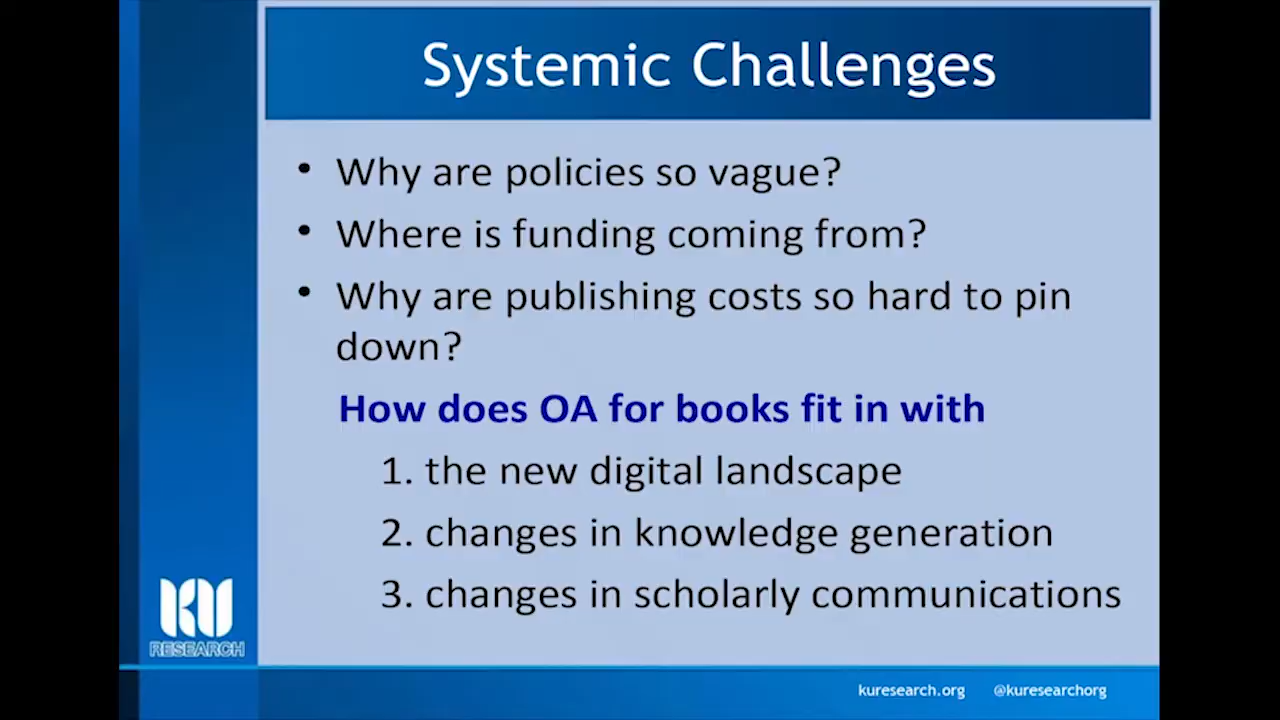 Systemic Challenges
• Why are policies so vague?
• Where is funding coming from?
• Why are publishing costs so hard to pin
down?
How does OA for books fit in with
1. the new digital landscape
2. changes in knowledge generation
3. changes in scholarly communications
KU
RESEARCH
kuresearch.org @kuresearchorg